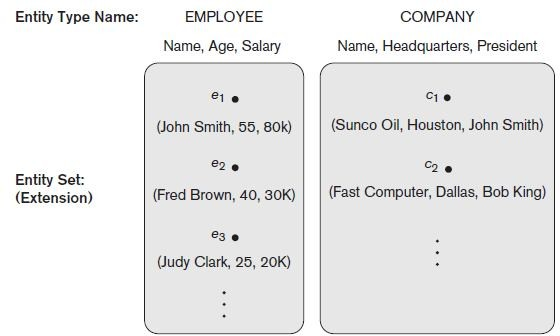 Entity Type Name: EMPLOYEE COMPANY
Name, Age, Salary Name, Headquarters, President
e1 • c1 •
(John Smith, 55, 80k) (Sunco Oil, Houston, John Smith)
e2 • c2 •
Entity Set:
(Extension)
(Fred Brown, 40, 30K) (Fast Computer, Dallas, Bob King)
e3 •
(Judy Clark, 25, 20K)